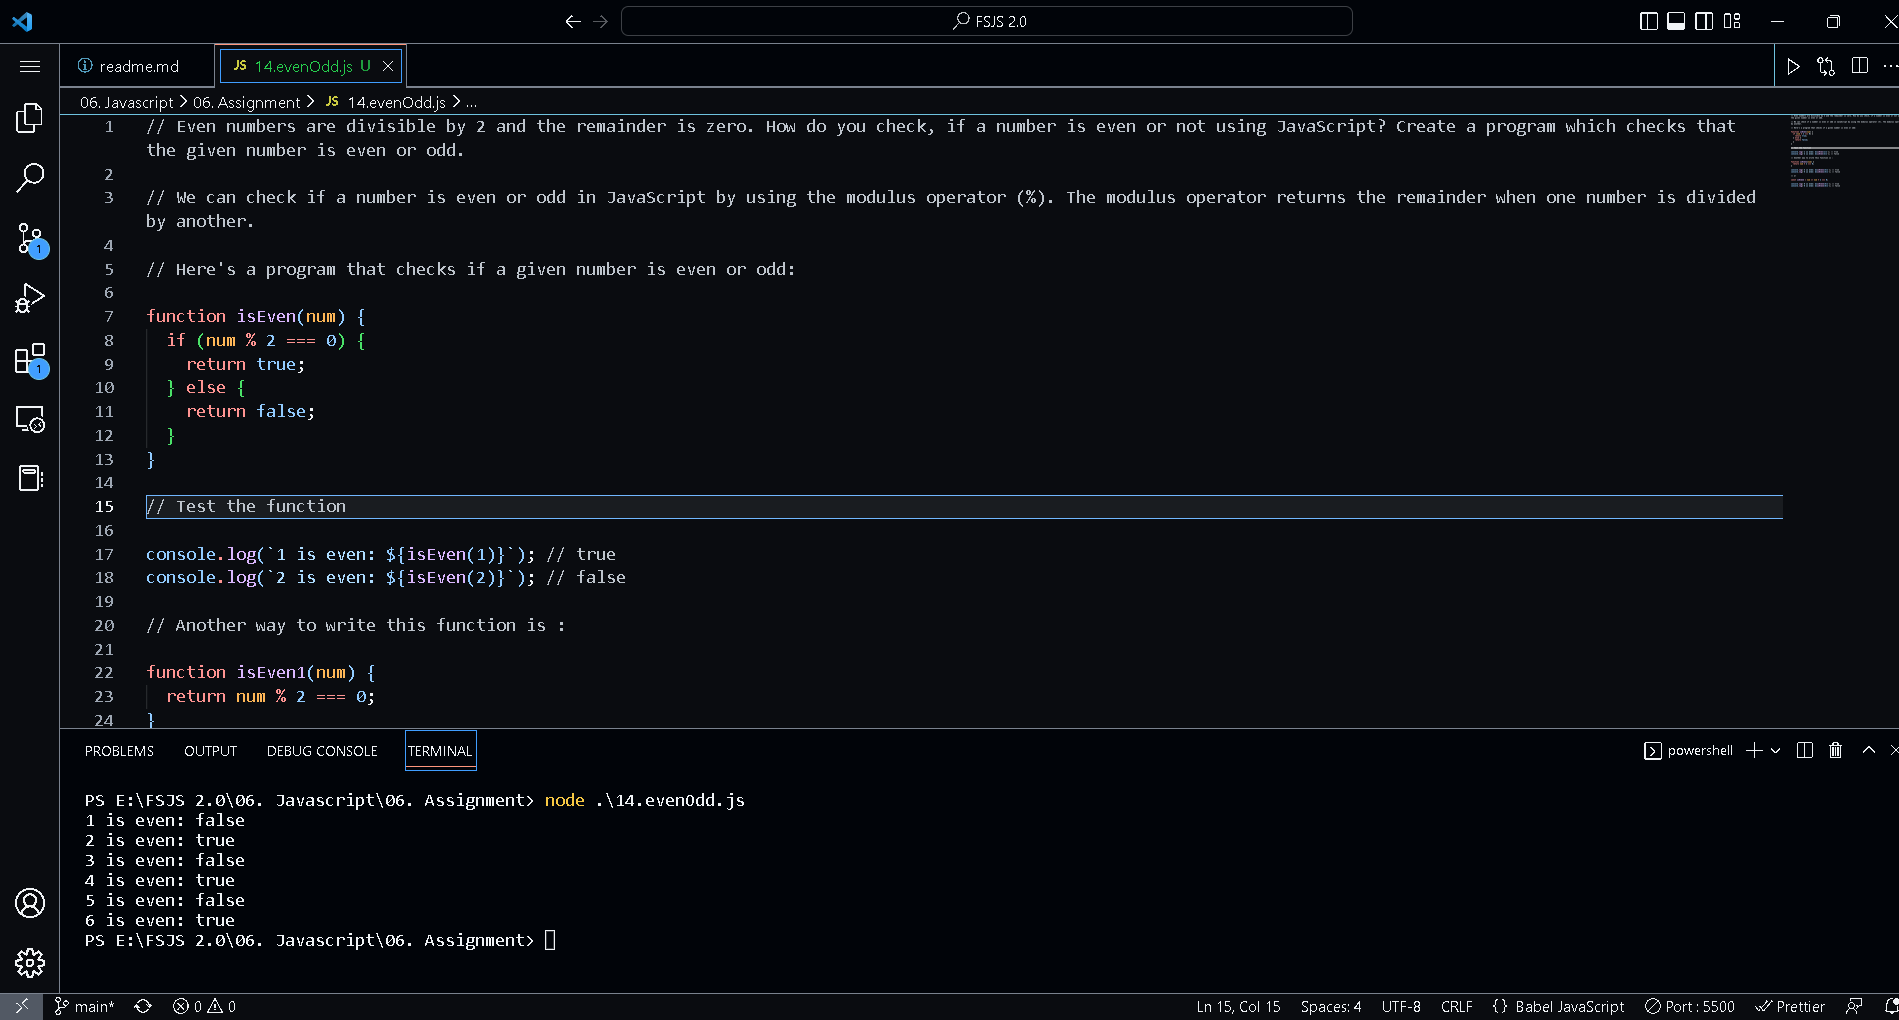 FSJS 2.0
readme.md
JS 14.evenOdd.js U
06. Javascript > 06. Assignment > JS 14.evenOdd.js > ...
1 // Even numbers are divisible by 2 and the remainder is zero. How do you check, if a number is even or not using JavaScript? Create a program which checks that
the given number is even or odd.
2
3 // We can check if a number is even or odd in JavaScript by using the modulus operator (%). The modulus operator returns the remainder when one number is divided
by another.
4
5 // Here's a program that checks if a given number is even or odd:
6
7 function isEven(num) {
8   if (num % 2 === 0) {
9     return true;
10   } else {
11     return false;
12   }
13 }
14
15 // Test the function
16
17 console.log(`1 is even: ${isEven(1)}`); // true
18 console.log(`2 is even: ${isEven(2)}`); // false
19
20 // Another way to write this function is :
21
22 function isEven1(num) {
23   return num % 2 === 0;
24 }
PROBLEMS OUTPUT DEBUG CONSOLE TERMINAL
powershell
PS E:\FSJS 2.0\06. Javascript\06. Assignment> node .\14.evenOdd.js
1 is even: false
2 is even: true
3 is even: false
4 is even: true
5 is even: false
6 is even: true
PS E:\FSJS 2.0\06. Javascript\06. Assignment>
main* 0 0 Ln 15, Col 15 Spaces: 4 UTF-8 CRLF {} Babel JavaScript Port : 5500 Prettier